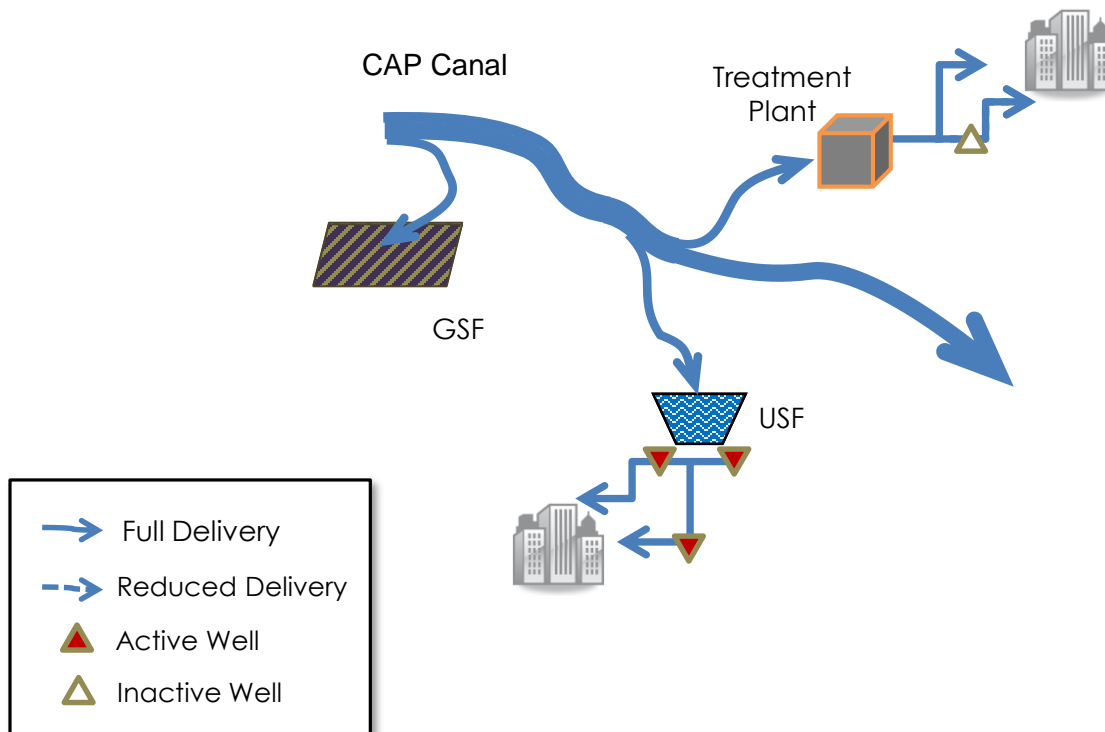 CAP Canal
Treatment
Plant
GSF
USF
Full Delivery
Reduced Delivery
Active Well
Inactive Well